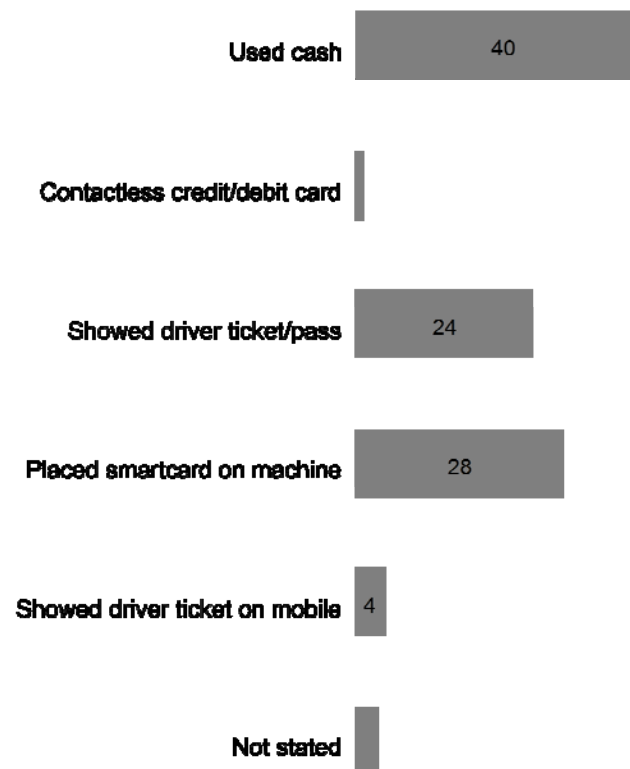 Used cash 40
Contactless credit/debit card
Showed driver ticket/pass 24
Placed smartcard on machine 28
Showed driver ticket on mobile 4
Not stated